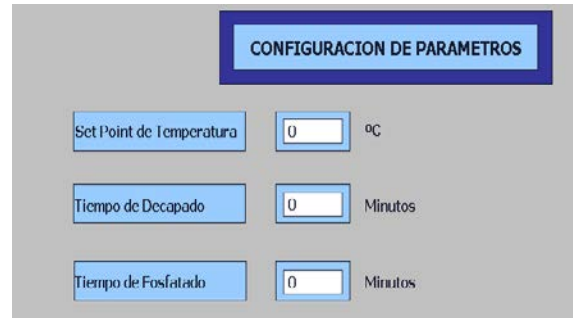 CONFIGURACION DE PARAMETROS
Set Point de Temperatura 0 ºC
Tiempo de Decapado 0 Minutos
Tiempo de Fosfatado 0 Minutos